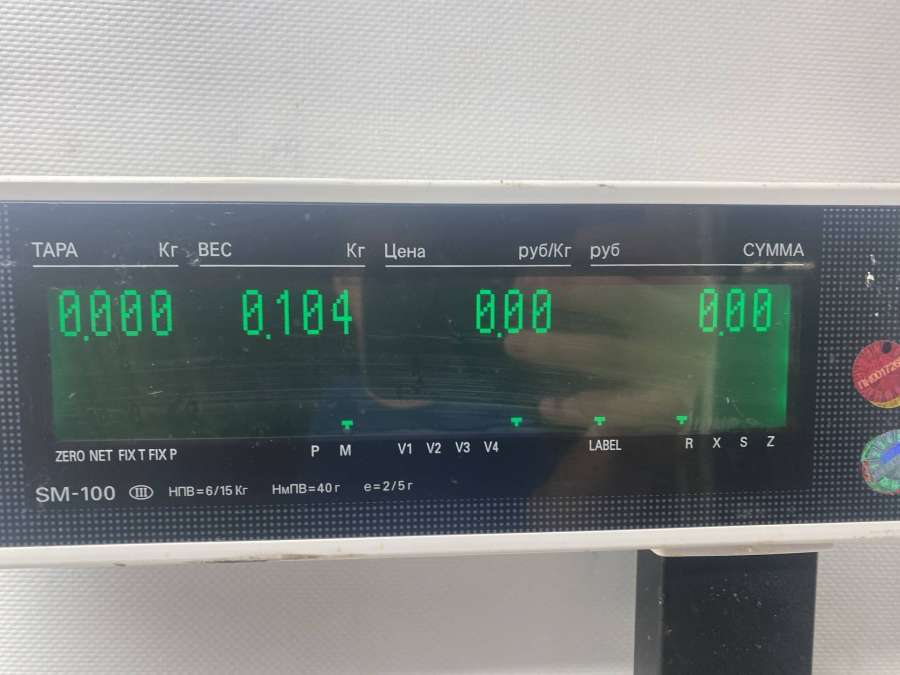 ТАРА Кг ВЕС Кг Цена руб/Кг руб СУММА
0.000 0.104 0.00 0.00
ZERO NET FIX T FIX P P M V1 V2 V3 V4 LABEL R X S Z
SM-100 III НПВ=6/15 Кг НмПВ=40 г e=2/5 г